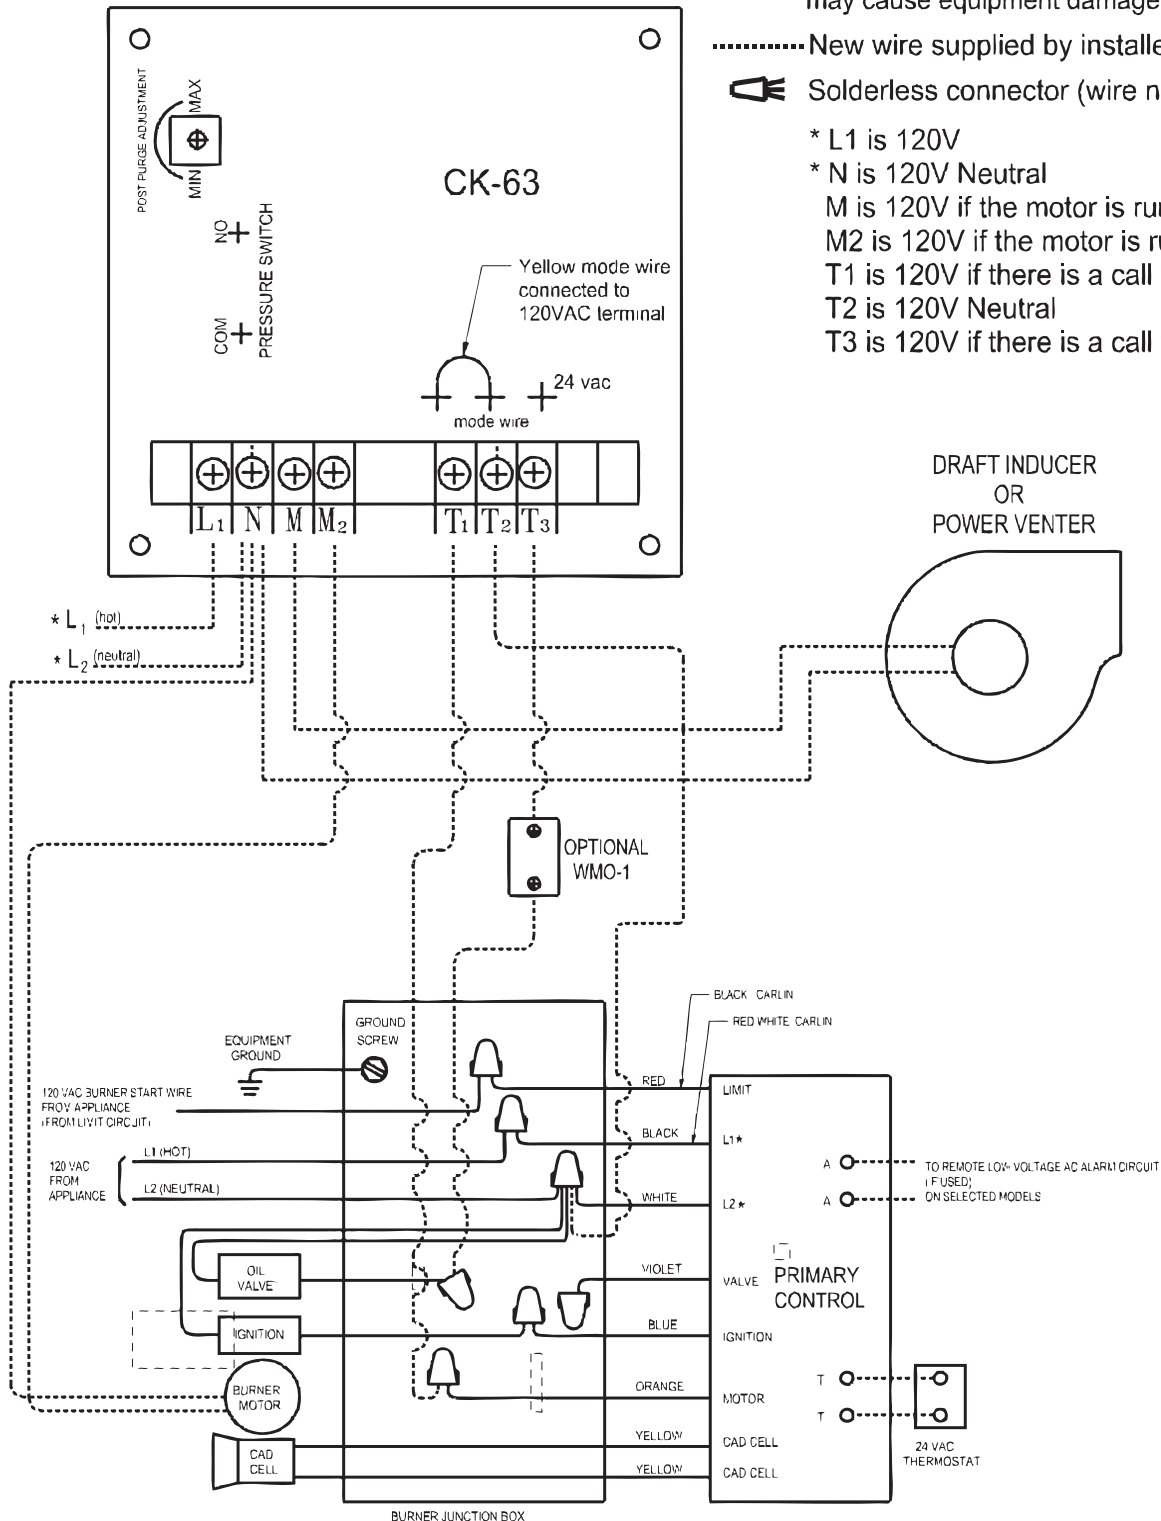 may cause equipment damage
New wire supplied by installe
Solderless connector (wire n
* L1 is 120V
* N is 120V Neutral
M is 120V if the motor is ru
M2 is 120V if the motor is r
T1 is 120V if there is a call
T2 is 120V Neutral
T3 is 120V if there is a call
POST PURGE ADJUSTMENT
MAX
MIN
CK-63
NO
COM
PRESSURE SWITCH
Yellow mode wire
connected to
120VAC terminal
24 vac
mode wire
L1 N M M2 T1 T2 T3
DRAFT INDUCER
OR
POWER VENTER
* L1 (hot)
* L2 (neutral)
OPTIONAL
WMO-1
BLACK CARLIN
RED WHITE CARLIN
GROUND
SCREW
EQUIPMENT
GROUND
120 VAC BURNER START WIRE
FROM APPLIANCE
(FROM LIMIT CIRCUIT)
RED
LIMIT
BLACK
L1*
L1 (HOT)
120 VAC
FROM
APPLIANCE
L2 (NEUTRAL)
WHITE
L2*
A
A
TO REMOTE LOW VOLTAGE AC ALARM CIRCUIT
(IF USED)
ON SELECTED MODELS
OIL
VALVE
VIOLET
VALVE
PRIMARY
CONTROL
IGNITION
BLUE
IGNITION
BURNER
MOTOR
ORANGE
MOTOR
T
T
24 VAC
THERMOSTAT
CAD
CELL
YELLOW
CAD CELL
YELLOW
CAD CELL
BURNER JUNCTION BOX